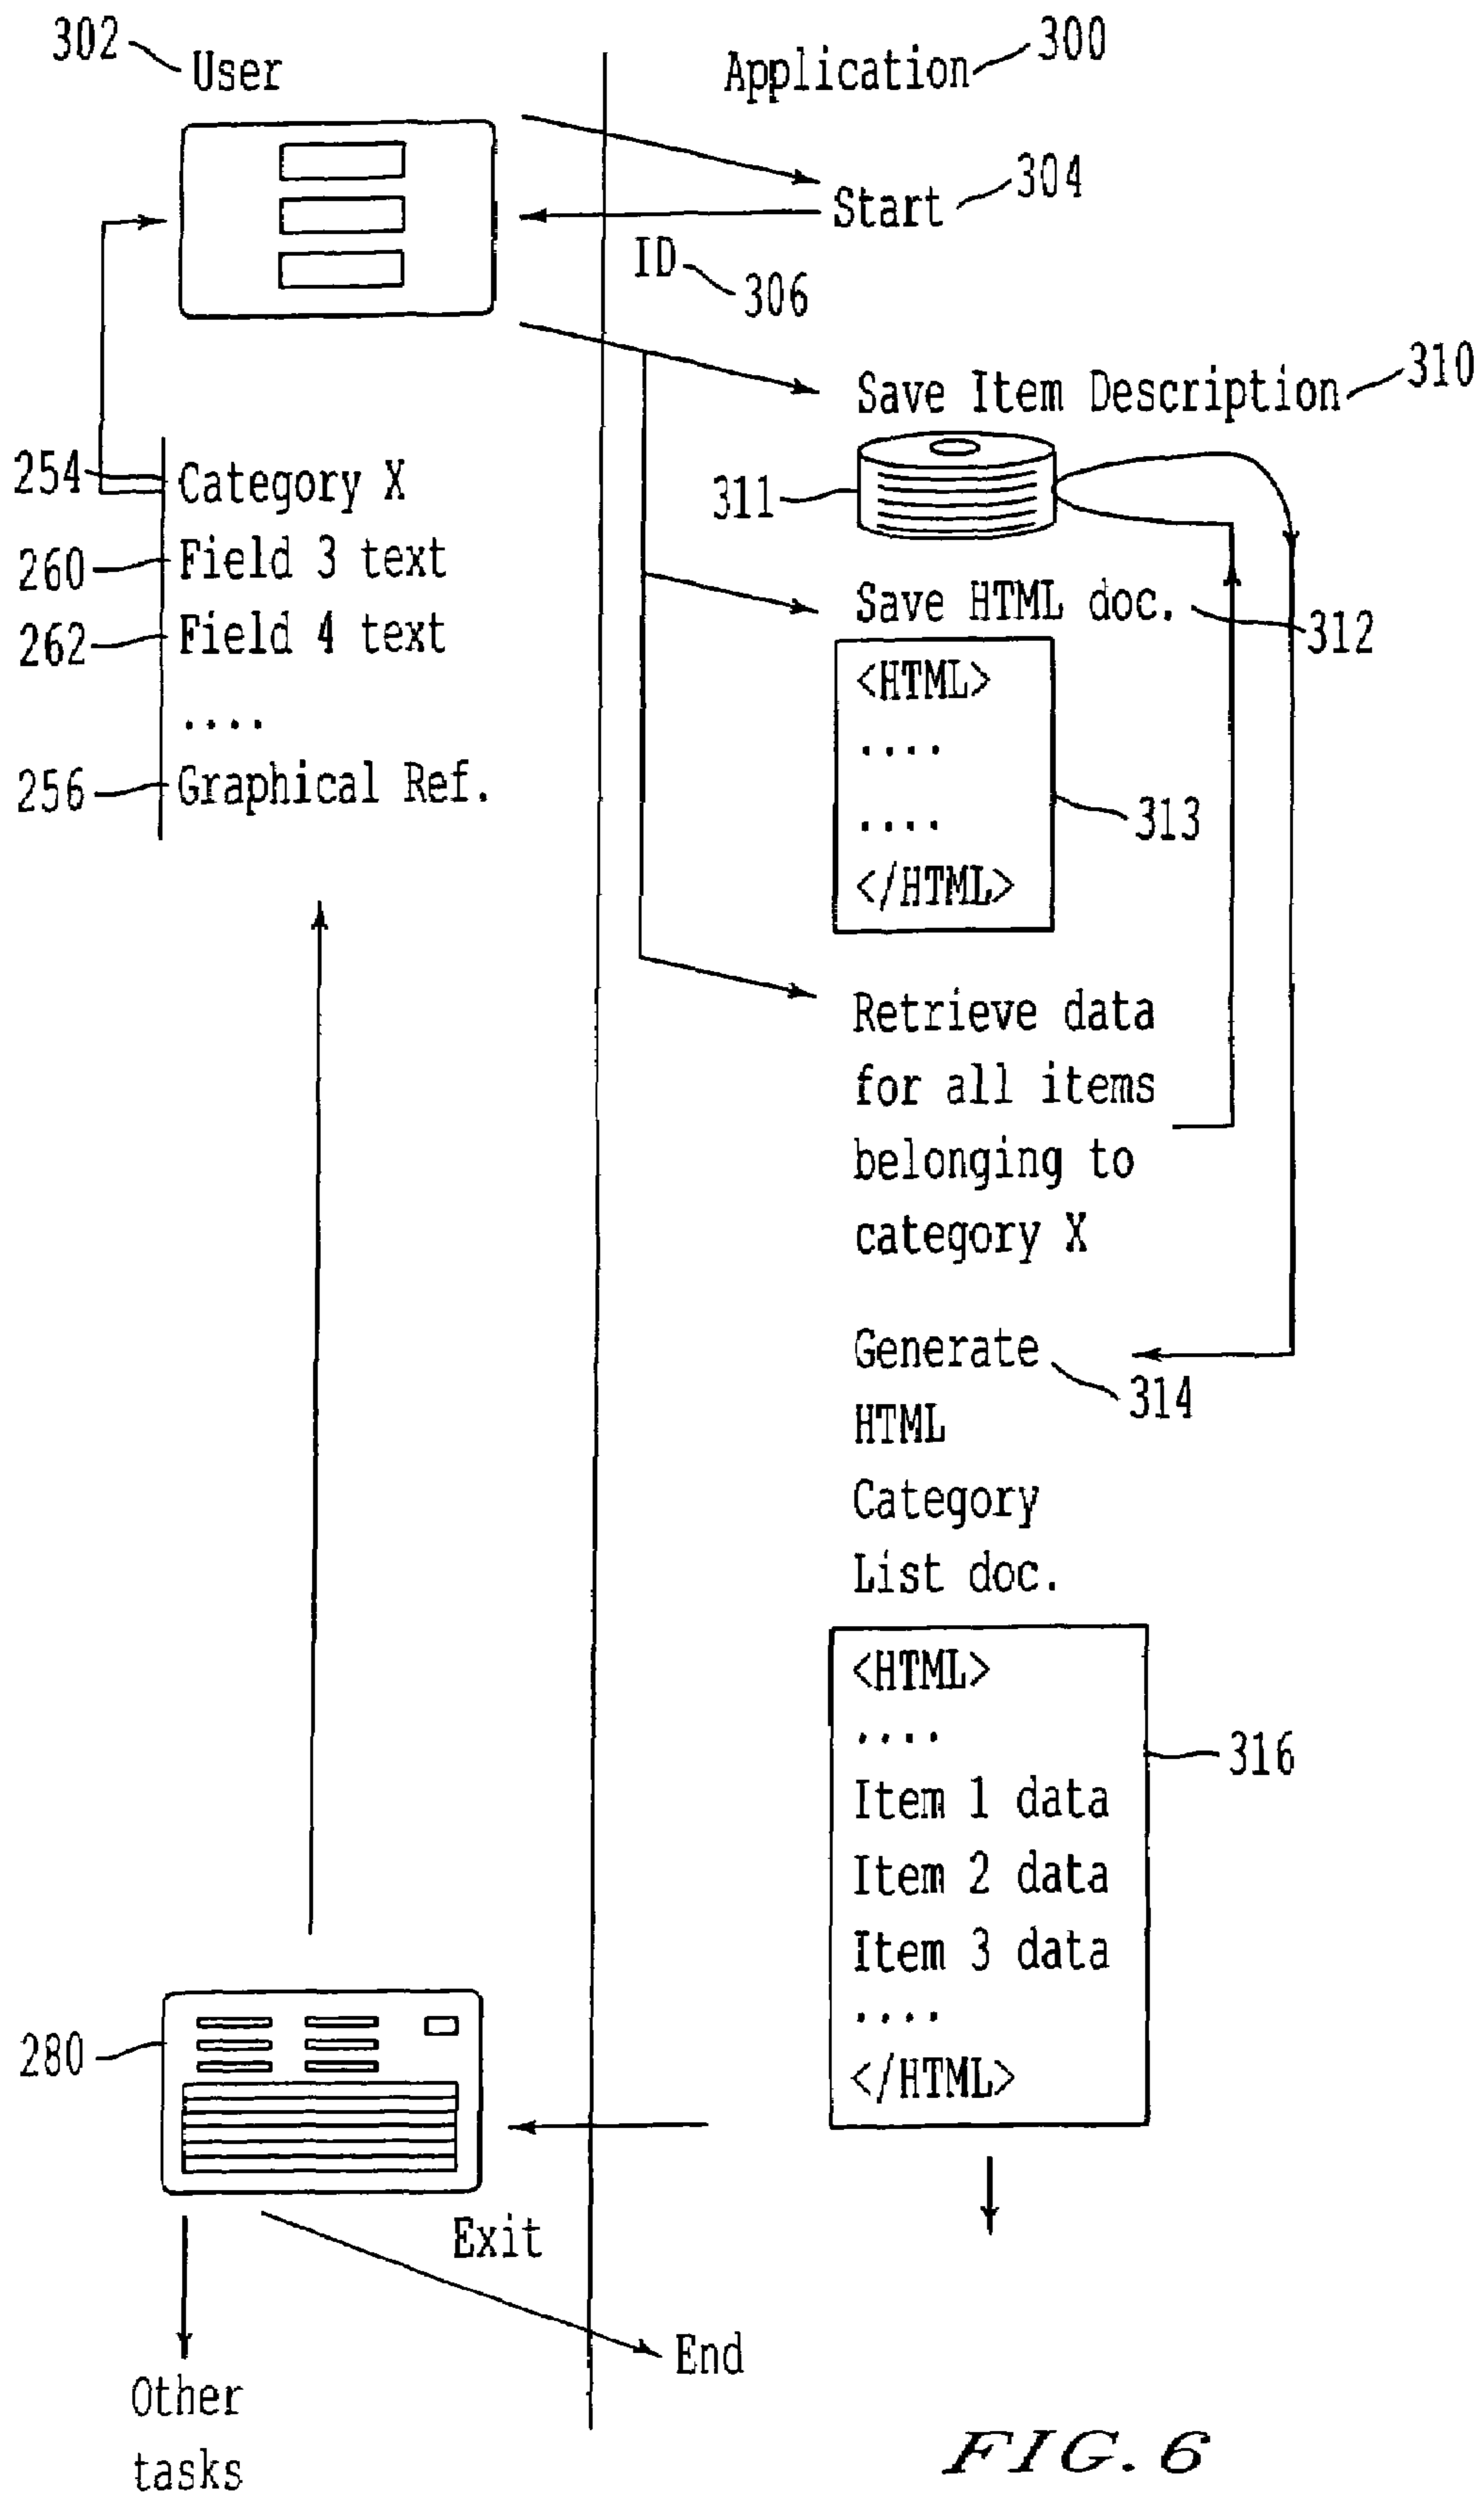 302 User
Application 300
Start 304
ID 306
Save Item Description 310
311
254 Category X
260 Field 3 text
262 Field 4 text
....
256 Graphical Ref.
Save HTML doc. 312
<HTML>
....
....
</HTML>
313
Retrieve data
for all items
belonging to
category X
Generate 314
HTML
Category
List doc.
<HTML>
....
Item 1 data
Item 2 data
Item 3 data
....
</HTML>
316
280
Exit
End
Other
tasks
FIG. 6